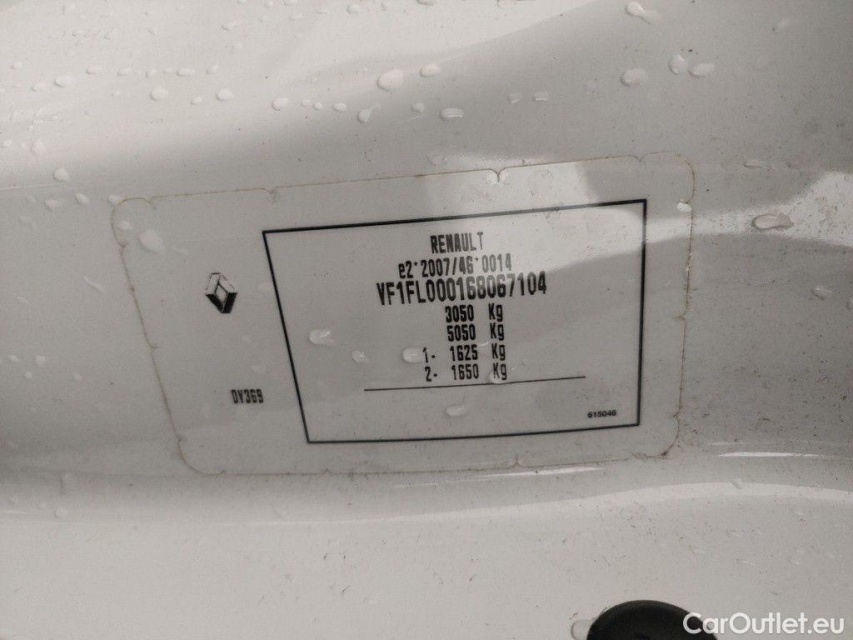 RENAULT
e2*2007/46*0014
VF1FL000168067104
3050 Kg
5050 Kg
1- 1625 Kg
2- 1650 Kg
DV369
615046
CarOutlet.eu